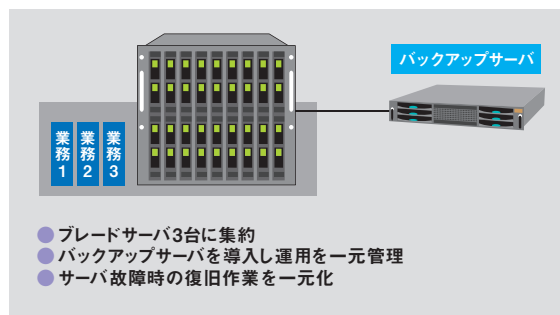 バックアップサーバ
業務1
業務2
業務3
● ブレードサーバ3台に集約
● バックアップサーバを導入し運用を一元管理
● サーバ故障時の復旧作業を一元化